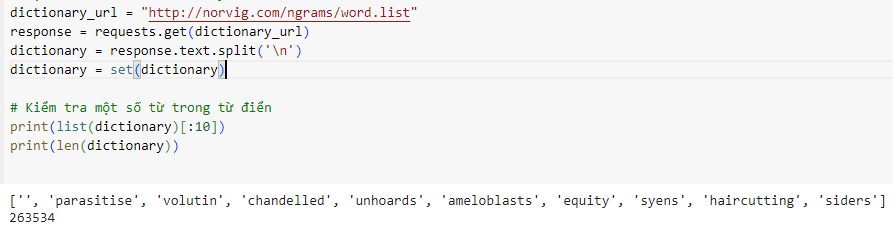 dictionary_url = "http://norvig.com/ngrams/word.list"
response = requests.get(dictionary_url)
dictionary = response.text.split('\n')
dictionary = set(dictionary)
# Kiểm tra một số từ trong từ điển
print(list(dictionary)[:10])
print(len(dictionary))
['', 'parasitise', 'volutin', 'chandelled', 'unhoards', 'ameloblasts', 'equity', 'syens', 'haircutting', 'siders']
263534